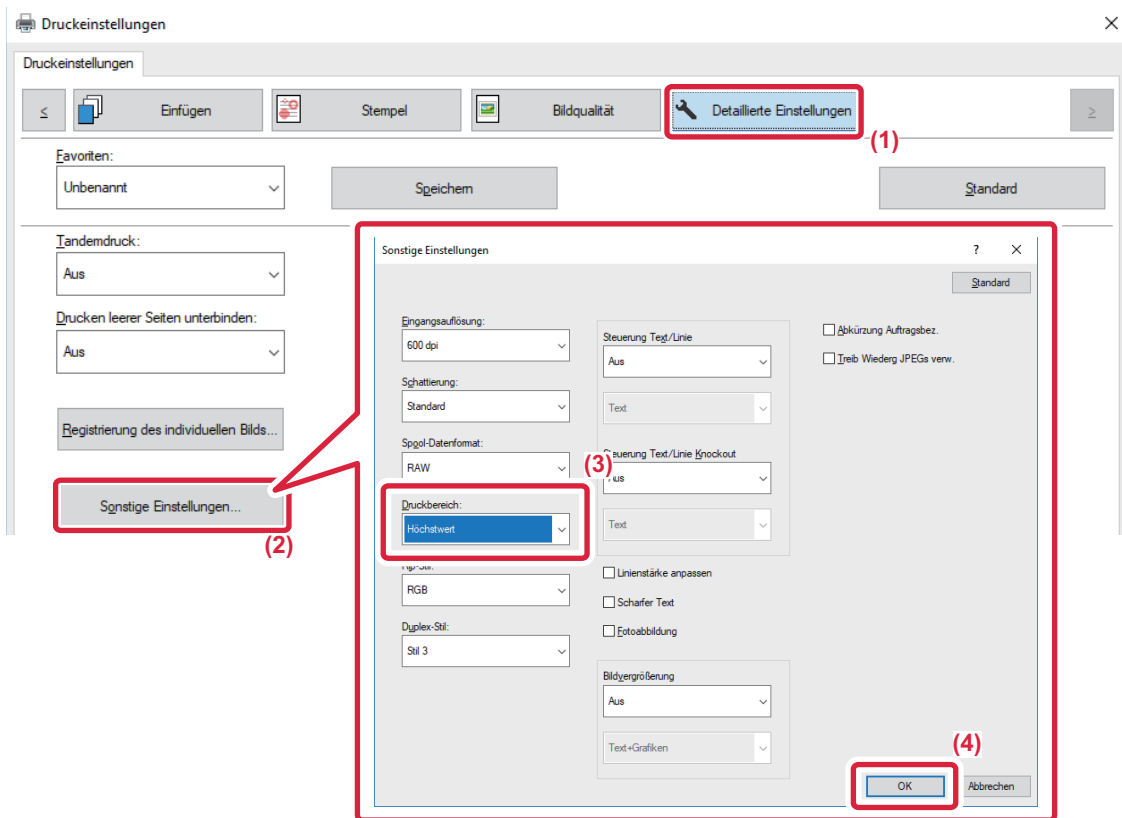 Druckeinstellungen
Druckeinstellungen
≤
Einfügen
Stempel
Bildqualität
Detaillierte Einstellungen
≥
(1)
Favoriten:
Unbenannt
Speichern
Standard
Tandemdruck:
Aus
Drucken leerer Seiten unterbinden:
Aus
Registrierung des individuellen Bilds...
Sonstige Einstellungen...
(2)
Sonstige Einstellungen
?
Standard
Eingangsauflösung:
600 dpi
Schattierung:
Standard
Spool-Datenformat:
RAW
(3)
Druckbereich:
Höchstwert
Rip-Stil:
RGB
Duplex-Stil:
Stil 3
Steuerung Text/Linie
Aus
Text
Steuerung Text/Linie Knockout
Aus
Text
Linienstärke anpassen
Scharfer Text
Fotoabbildung
Bildvergrößerung
Aus
Text+Grafiken
Abkürzung Auftragsbez.
Treib Wiederg JPEGs verw.
(4)
OK
Abbrechen